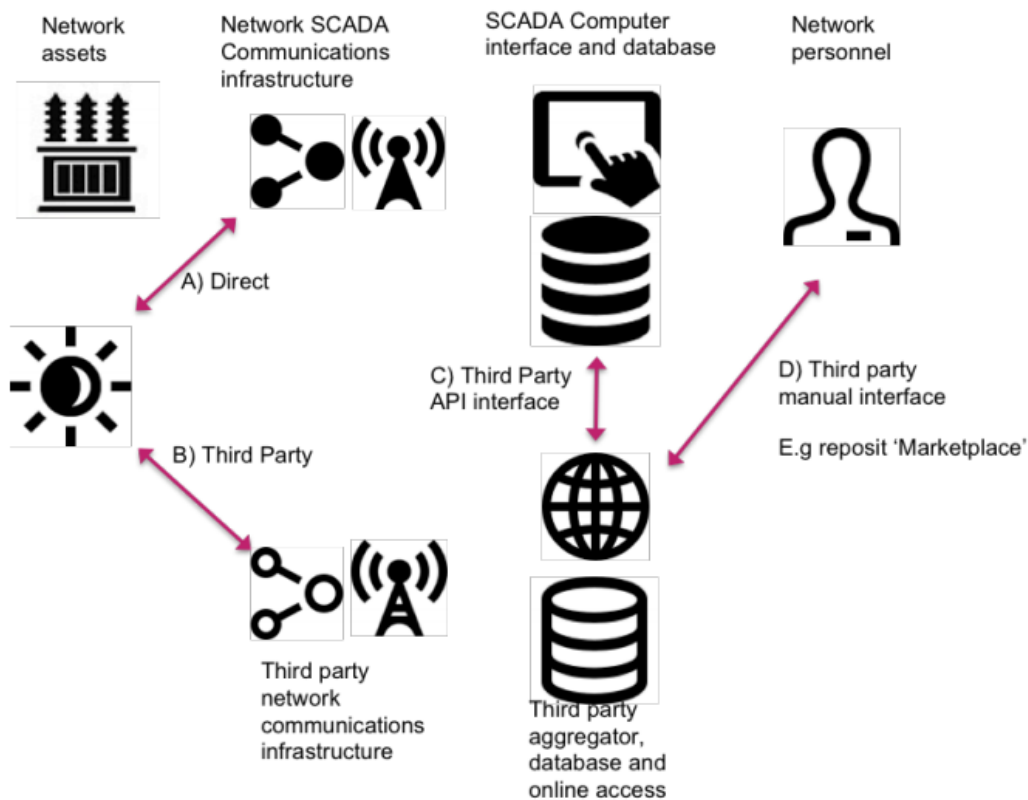 Network
assets
Network SCADA
Communications
infrastructure
SCADA Computer
interface and database
Network
personnel
A) Direct
C) Third Party
API interface
D) Third party
manual interface
E.g reposit ‘Marketplace’
B) Third Party
Third party
network
communications
infrastructure
Third party
aggregator,
database and
online access